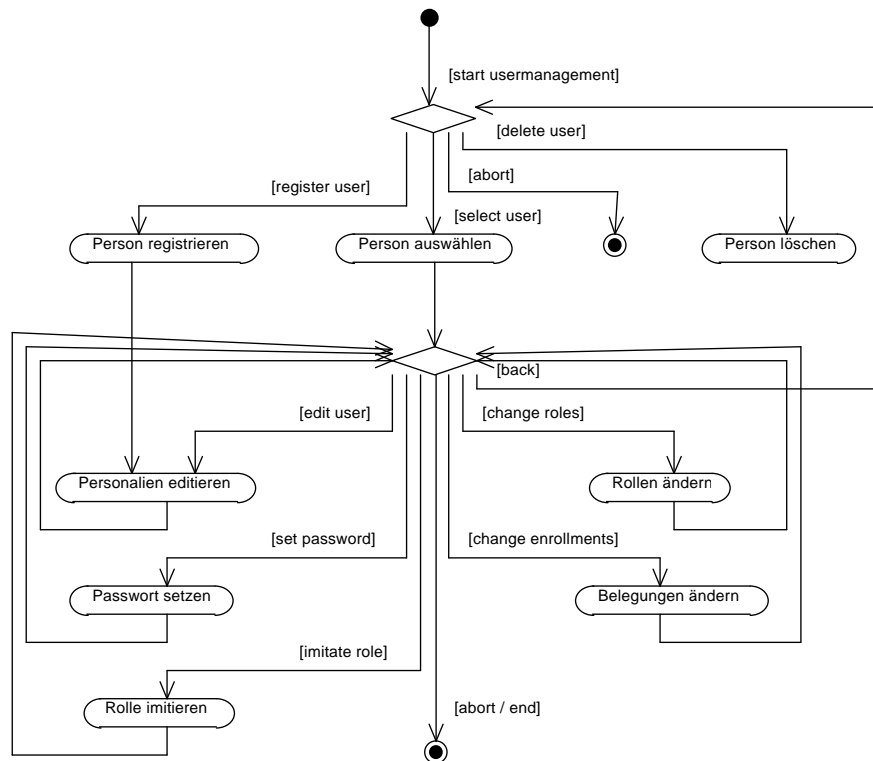 [start usermanagement]
[delete user]
[register user]
[abort]
[select user]
Person registrieren
Person auswählen
Person löschen
[back]
[edit user]
[change roles]
Personalien editieren
Rollen ändern
[set password]
[change enrollments]
Passwort setzen
Belegungen ändern
[imitate role]
Rolle imitieren
[abort / end]